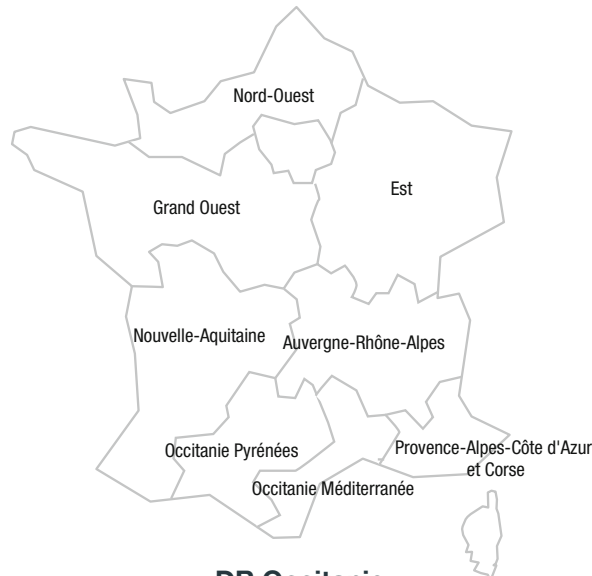 Nord-Ouest
Est
Grand Ouest
Nouvelle-Aquitaine
Auvergne-Rhône-Alpes
Occitanie Pyrénées
Provence-Alpes-Côte d'Azur
et Corse
Occitanie Méditerranée